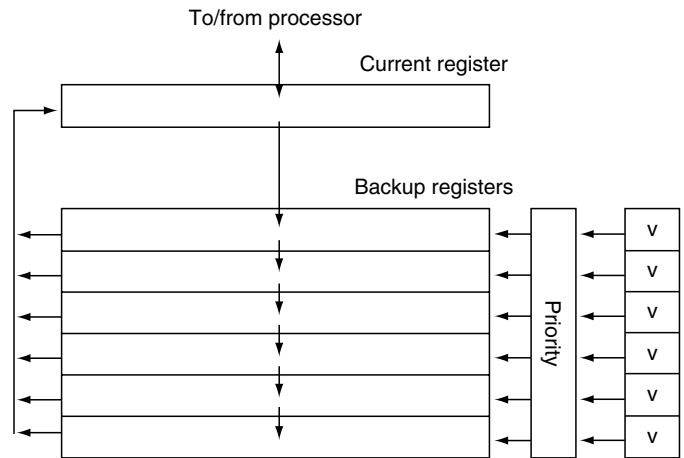 To/from processor
Current register
Backup registers
Priority
v
v
v
v
v
v